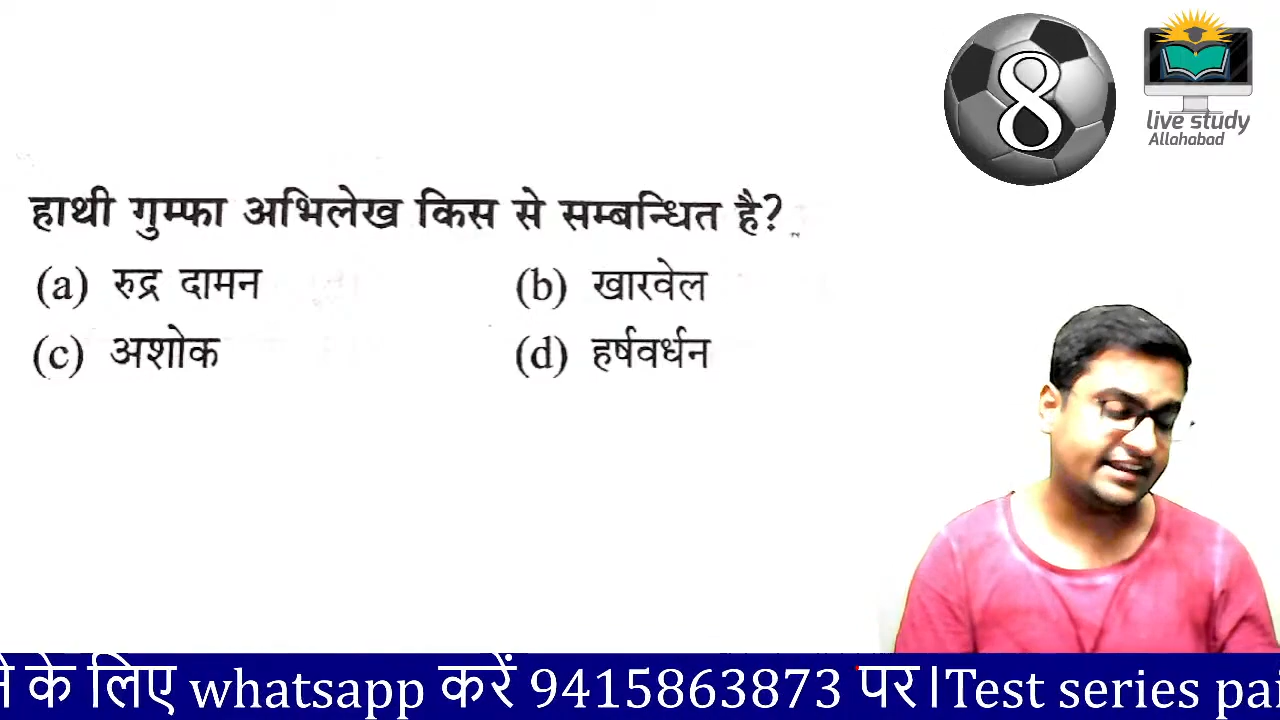 8
live study
Allahabad
हाथी गुम्फा अभिलेख किस से सम्बन्धित है?
(a) रुद्र दामन (b) खारवेल
(c) अशोक (d) हर्षवर्धन
के लिए whatsapp करें 9415863873 पर।Test series